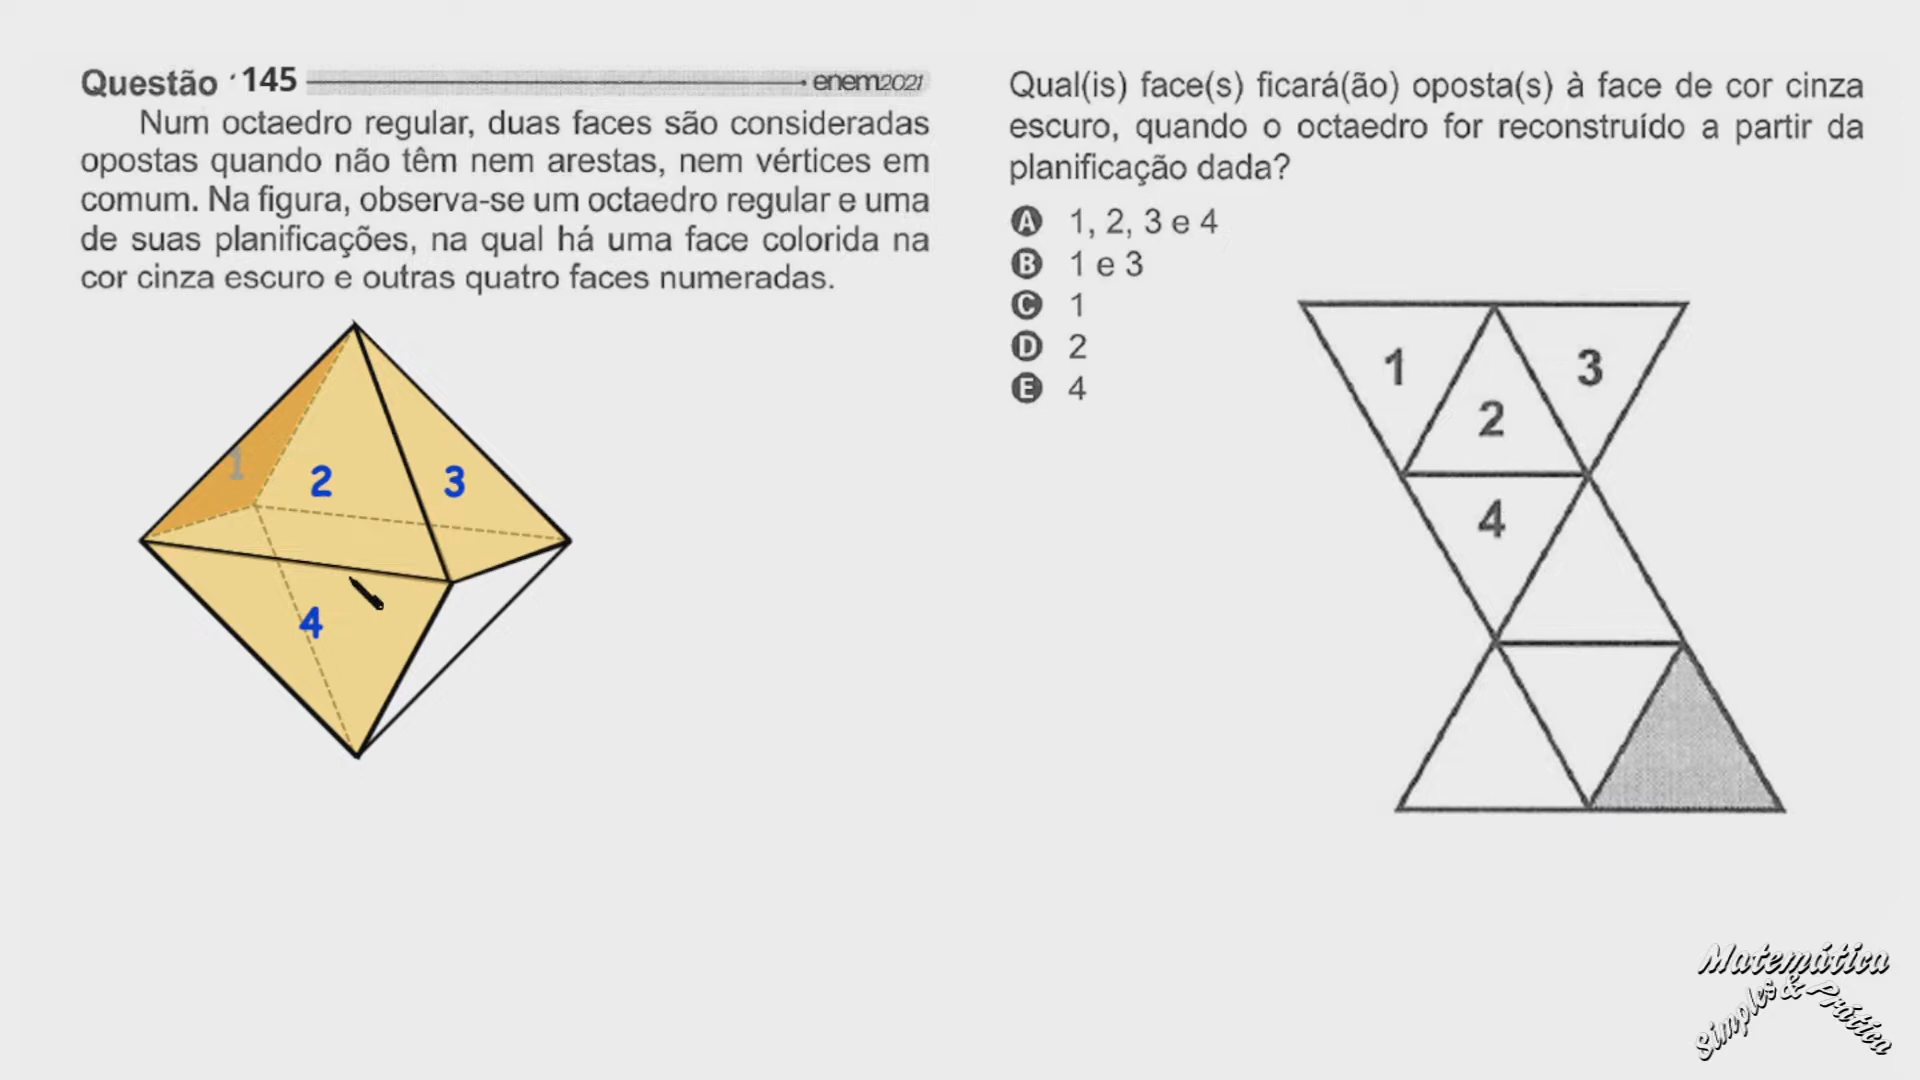 Questão 145 enem2021
Num octaedro regular, duas faces são consideradas
opostas quando não têm nem arestas, nem vértices em
comum. Na figura, observa-se um octaedro regular e uma
de suas planificações, na qual há uma face colorida na
cor cinza escuro e outras quatro faces numeradas.
1
2
3
4
Qual(is) face(s) ficará(ão) oposta(s) à face de cor cinza
escuro, quando o octaedro for reconstruído a partir da
planificação dada?
A 1, 2, 3 e 4
B 1 e 3
C 1
D 2
E 4
1
3
2
4
Matemática
Simples & Prática